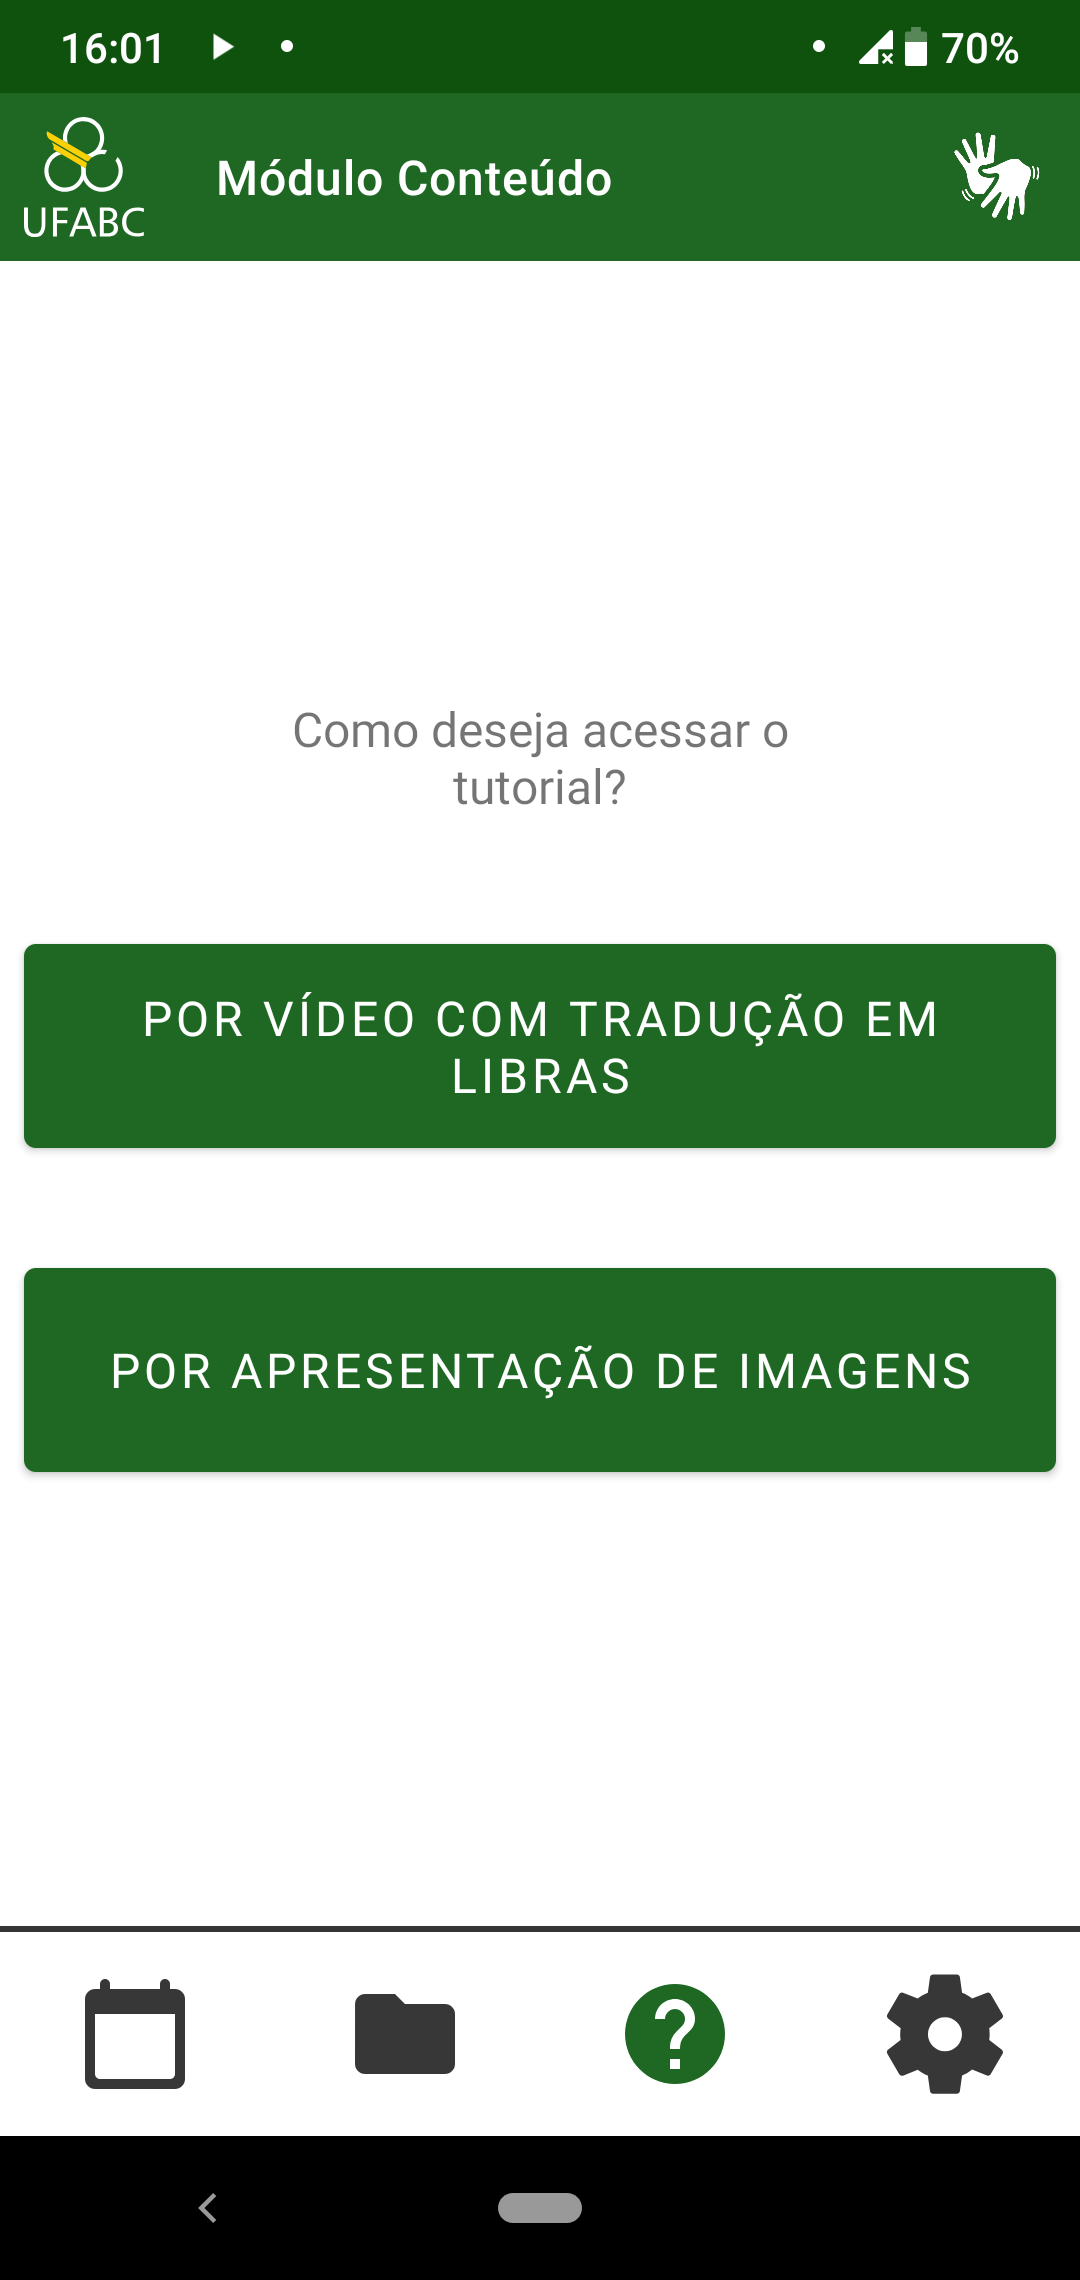 16:01
70%
UFABC
Módulo Conteúdo
Como deseja acessar o
tutorial?
POR VÍDEO COM TRADUÇÃO EM
LIBRAS
POR APRESENTAÇÃO DE IMAGENS